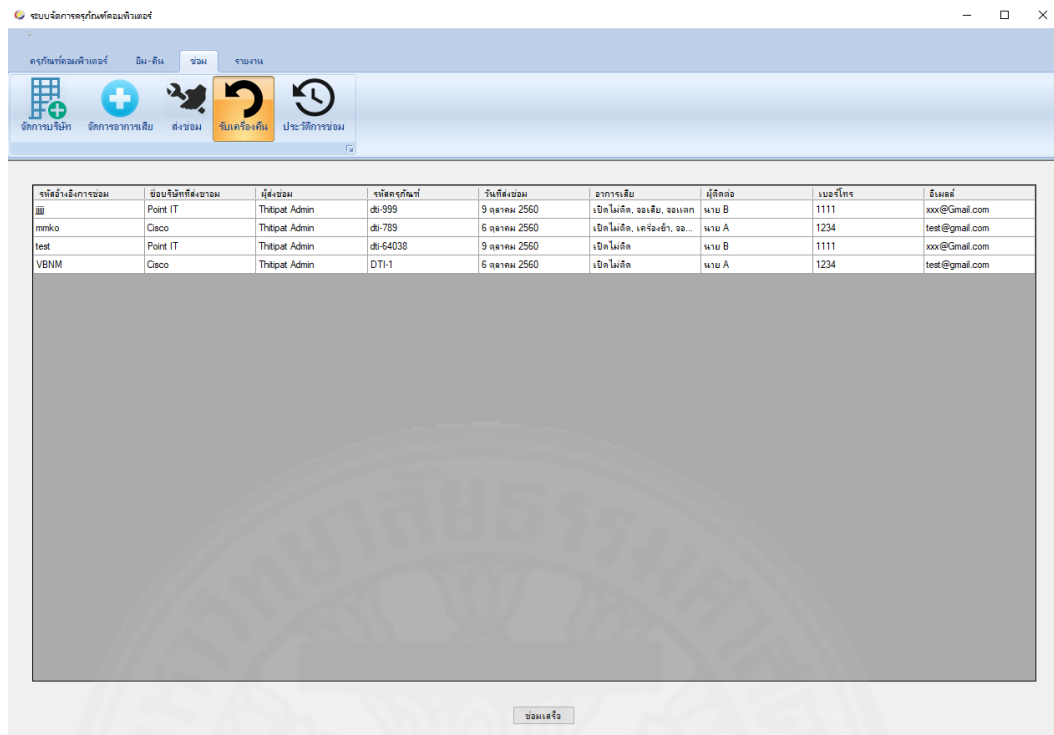 ระบบจัดการครุภัณฑ์คอมพิวเตอร์
ครุภัณฑ์คอมพิวเตอร์ ยืม-คืน ซ่อม รายงาน
จัดการบริษัท จัดการอาการเสีย ส่งซ่อม รับเครื่องคืน ประวัติการซ่อม
รหัสอ้างอิงการซ่อม ชื่อบริษัทที่ส่งซ่อม ผู้ส่งซ่อม รหัสครุภัณฑ์ วันที่ส่งซ่อม อาการเสีย ผู้ติดต่อ เบอร์โทร อีเมลล์
jjjjj Point IT Thitipat Admin dti-999 9 ตุลาคม 2560 เปิดไม่ติด, จอเสีย, จอแตก นาย B 1111 xxx@Gmail.com
mmko Cisco Thitipat Admin dti-789 6 ตุลาคม 2560 เปิดไม่ติด, เครื่องช้า, จอ... นาย A 1234 test@gmail.com
test Point IT Thitipat Admin dti-64038 9 ตุลาคม 2560 เปิดไม่ติด นาย B 1111 xxx@Gmail.com
VBNM Cisco Thitipat Admin DTI-1 6 ตุลาคม 2560 เปิดไม่ติด นาย A 1234 test@gmail.com
ซ่อมเสร็จ